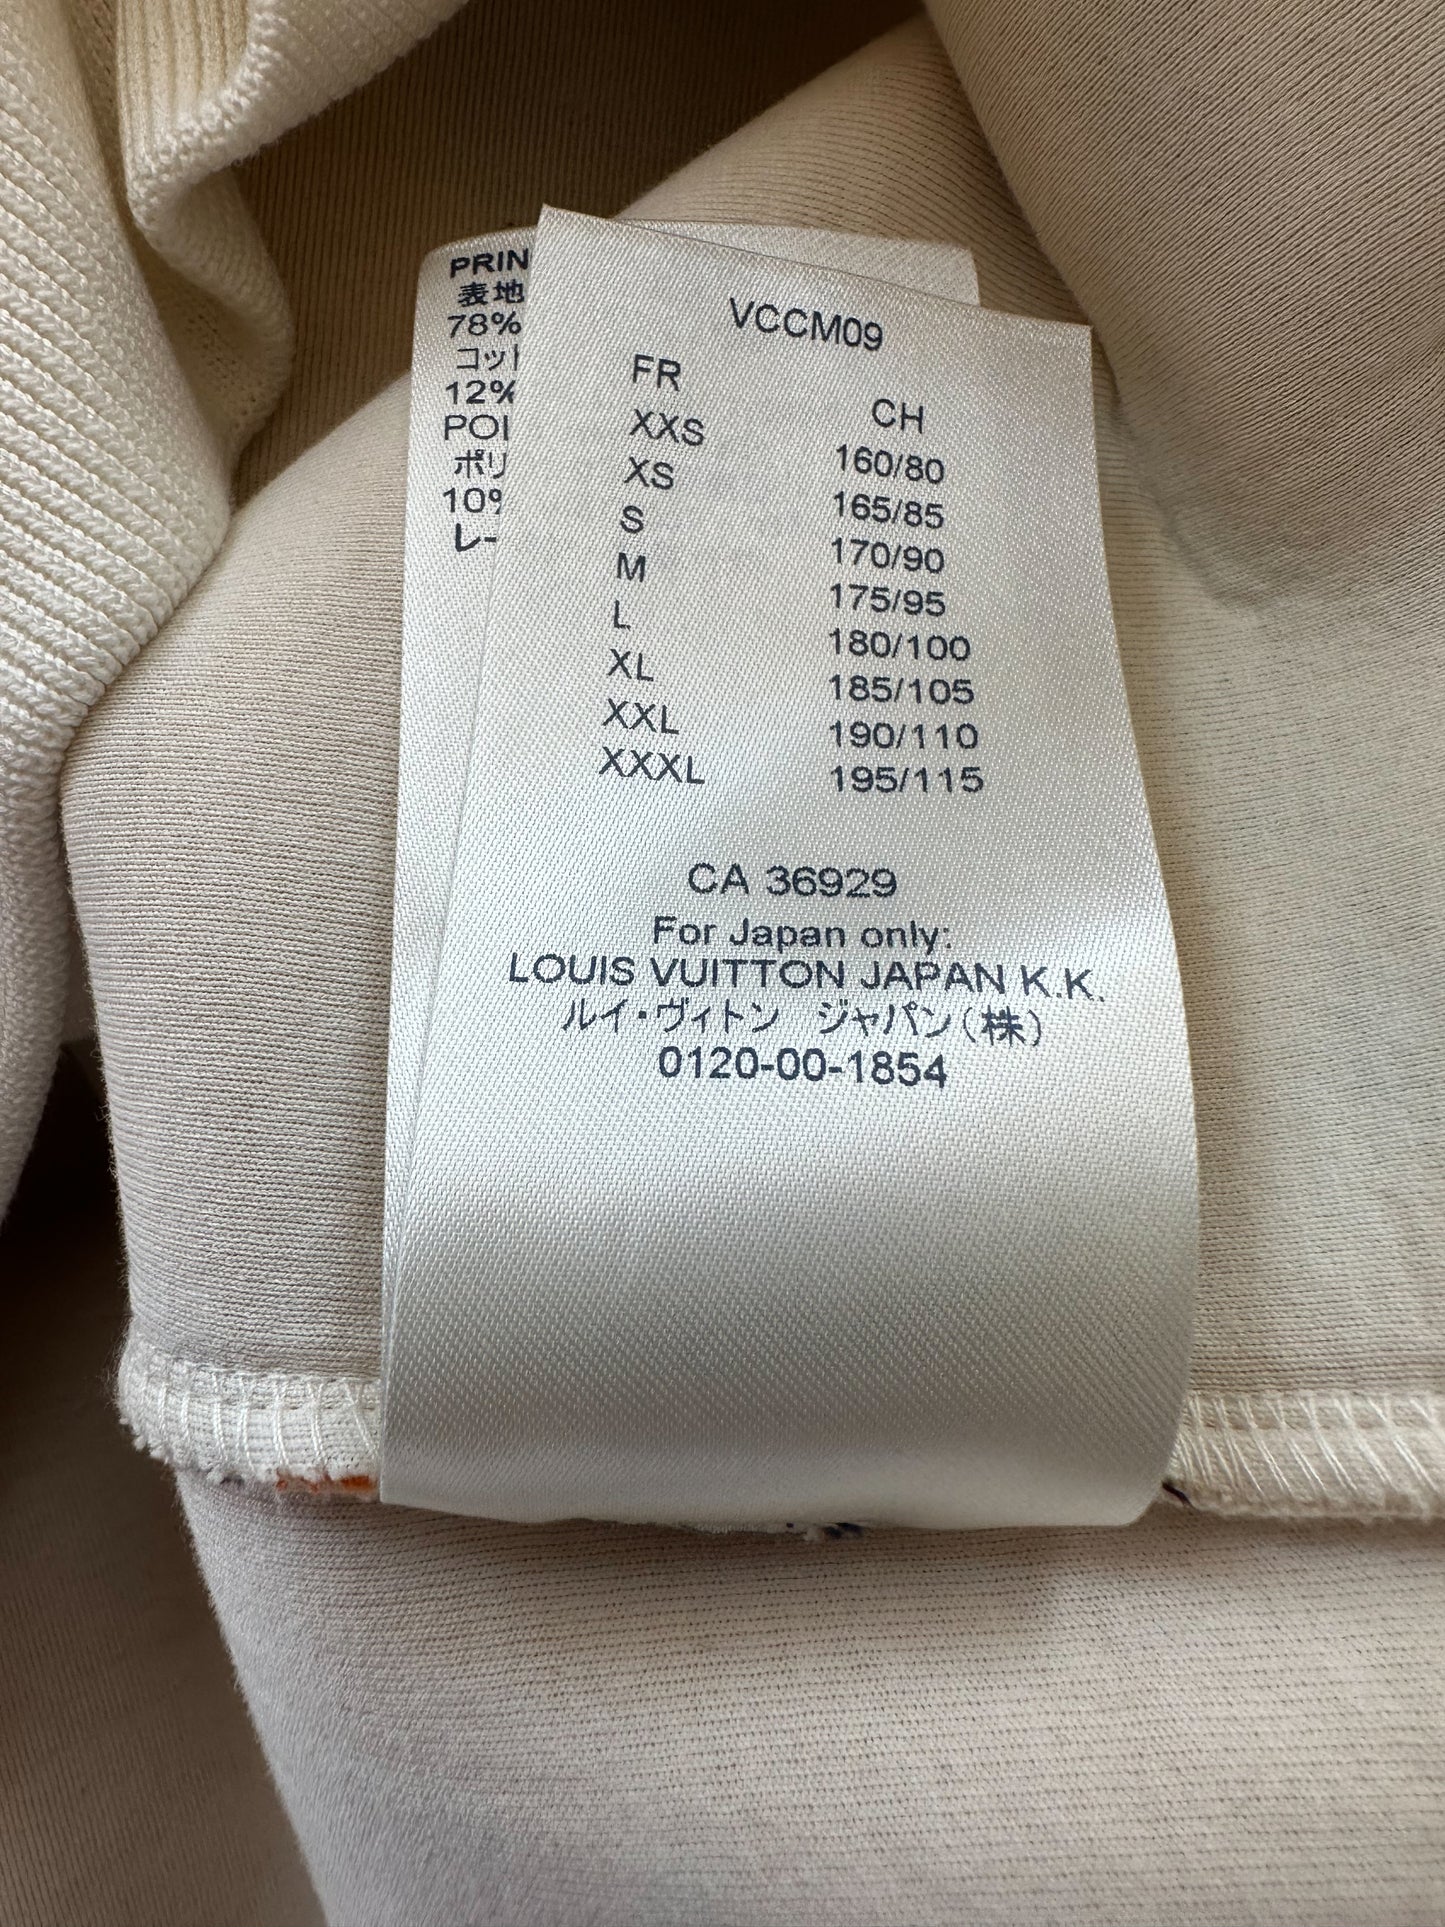 PRIN
表地
78%
コット
12%
POL
ポリ
10%
レー
VCCM09
FR CH
XXS 160/80
XS 165/85
S 170/90
M 175/95
L 180/100
XL 185/105
XXL 190/110
XXXL 195/115
CA 36929
For Japan only:
LOUIS VUITTON JAPAN K.K.
ルイ・ヴィトン ジャパン(株)
0120-00-1854